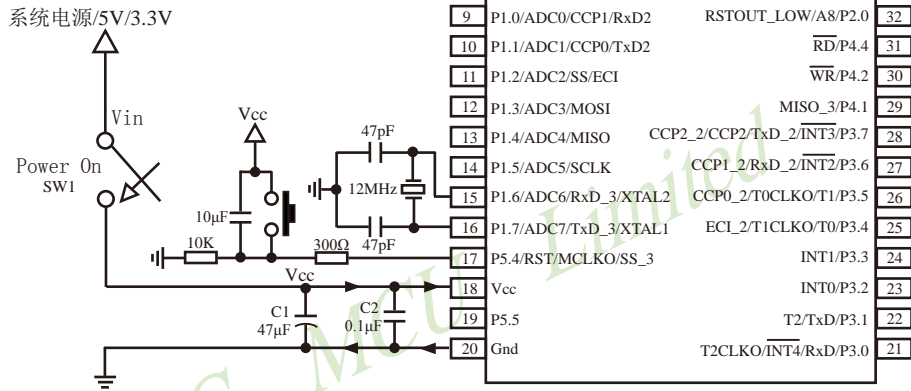 系统电源/5V/3.3V
Vin
Power On
SW1
Vcc
10μF
10K
300Ω
47pF
12MHz
47pF
Vcc
C1
47μF
C2
0.1μF
9 P1.0/ADC0/CCP1/RxD2
10 P1.1/ADC1/CCP0/TxD2
11 P1.2/ADC2/SS/ECI
12 P1.3/ADC3/MOSI
13 P1.4/ADC4/MISO
14 P1.5/ADC5/SCLK
15 P1.6/ADC6/RxD_3/XTAL2
16 P1.7/ADC7/TxD_3/XTAL1
17 P5.4/RST/MCLKO/SS_3
18 Vcc
19 P5.5
20 Gnd
RSTOUT_LOW/A8/P2.0 32
RD/P4.4 31
WR/P4.2 30
MISO_3/P4.1 29
CCP2_2/CCP2/TxD_2/INT3/P3.7 28
CCP1_2/RxD_2/INT2/P3.6 27
CCP0_2/T0CLKO/T1/P3.5 26
ECI_2/T1CLKO/T0/P3.4 25
INT1/P3.3 24
INT0/P3.2 23
T2/TxD/P3.1 22
T2CLKO/INT4/RxD/P3.0 21
MCU Limited